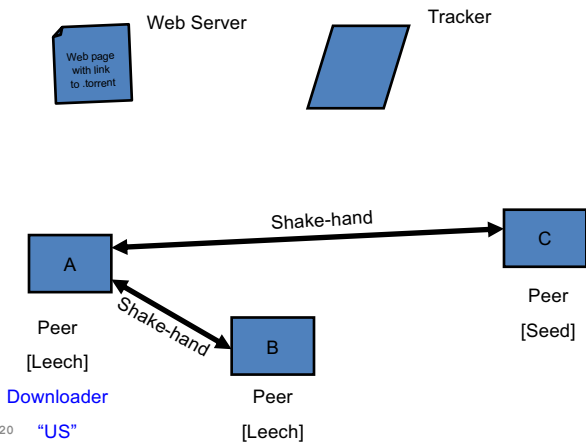 Web Server
Tracker
Web page
with link
to .torrent
Shake-hand
A
C
Shake-hand
B
Peer
[Seed]
Peer
[Leech]
Downloader
"US"
Peer
[Leech]
20